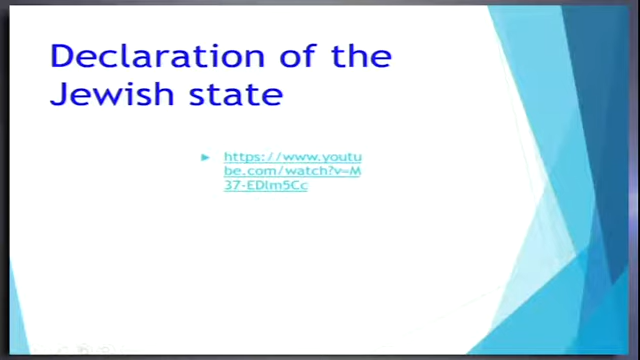 Declaration of the
Jewish state
https://www.youtu
be.com/watch?v=M
37-EDlm5Cc